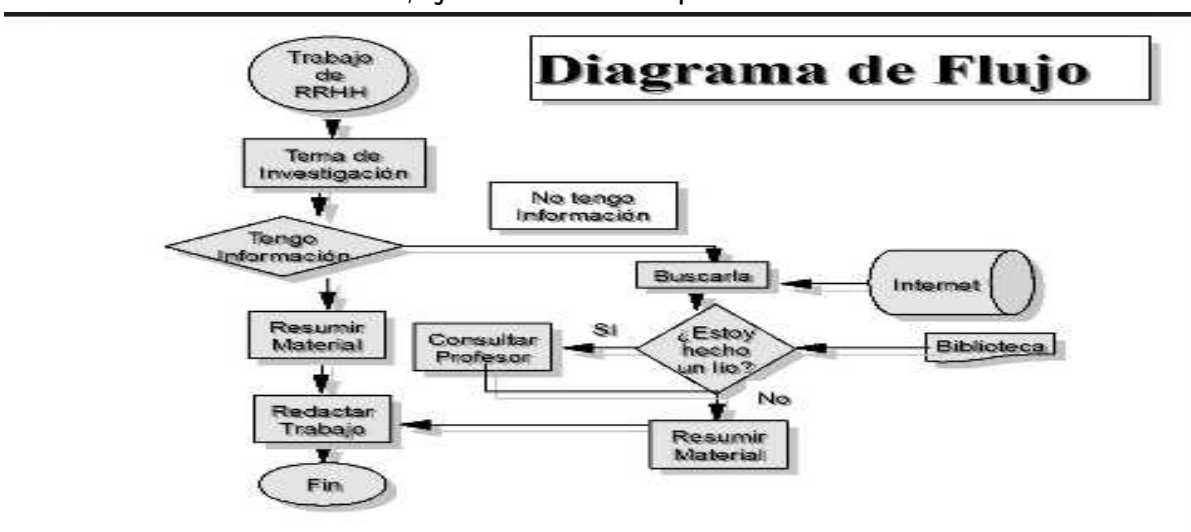 Diagrama de Flujo
Trabajo
de
RRHH
Tema de
Investigación
No tengo
Información
Tengo
Información
Buscarla
Internet
Resumir
Material
Consultar
Profesor
Si
¿Estoy
hecho
un lio?
Biblioteca
No
Redactar
Trabajo
Resumir
Material
Fin